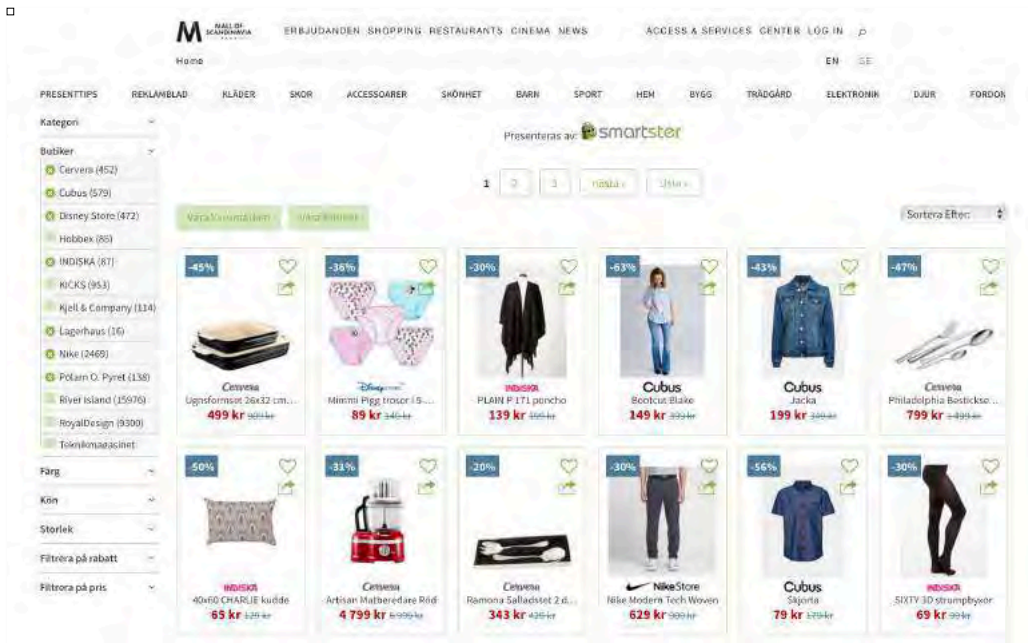 M MALL OF SCANDINAVIA
ERBJUDANDEN SHOPPING RESTAURANTS CINEMA NEWS ACCESS & SERVICES CENTER LOG IN
Home EN SE
PRESENTTIPS REKLAMBLAD KLÄDER SKOR ACCESSOARER SKÖNHET BARN SPORT HEM BYGG TRÄDGÅRD ELEKTRONIK DJUR FORDON
Kategori
Presenteras av: smartster
Butiker
Cervera (452)
Cubus (579)
Disney Store (472)
Hobbex (85)
INDISKA (87)
KICKS (953)
Kjell & Company (114)
Lagerhaus (16)
Nike (2469)
Polarn O. Pyret (138)
River Island (15976)
RoyalDesign (9300)
Teknikmagasinet
Färg
Kön
Storlek
Filtrera på rabatt
Filtrera på pris
1 2 3 nästa › sista »
Våra Varumärken Våra Butiker
Sortera Efter:
-45% -36% -30% -63% -43% -47%
Cervera Disney INDISKA Cubus Cubus Cervera
Ugnsformset 26x32 cm... Mimmi Pigg trosor i 5-... PLAIN P 171 poncho Bootcut Blake Jacka Philadelphia Bestickse...
499 kr 89 kr 139 kr 149 kr 199 kr 799 kr
-50% -31% -20% -30% -56% -30%
INDISKA Cervera Cervera NikeStore Cubus INDISKA
40x60 CHARLIE kudde Artisan Matberedare Röd Ramona Salladsset 2 d... Nike Modern Tech Woven Skjorta SIXTY 3D strumpbyxor
65 kr 4 799 kr 343 kr 629 kr 79 kr 69 kr